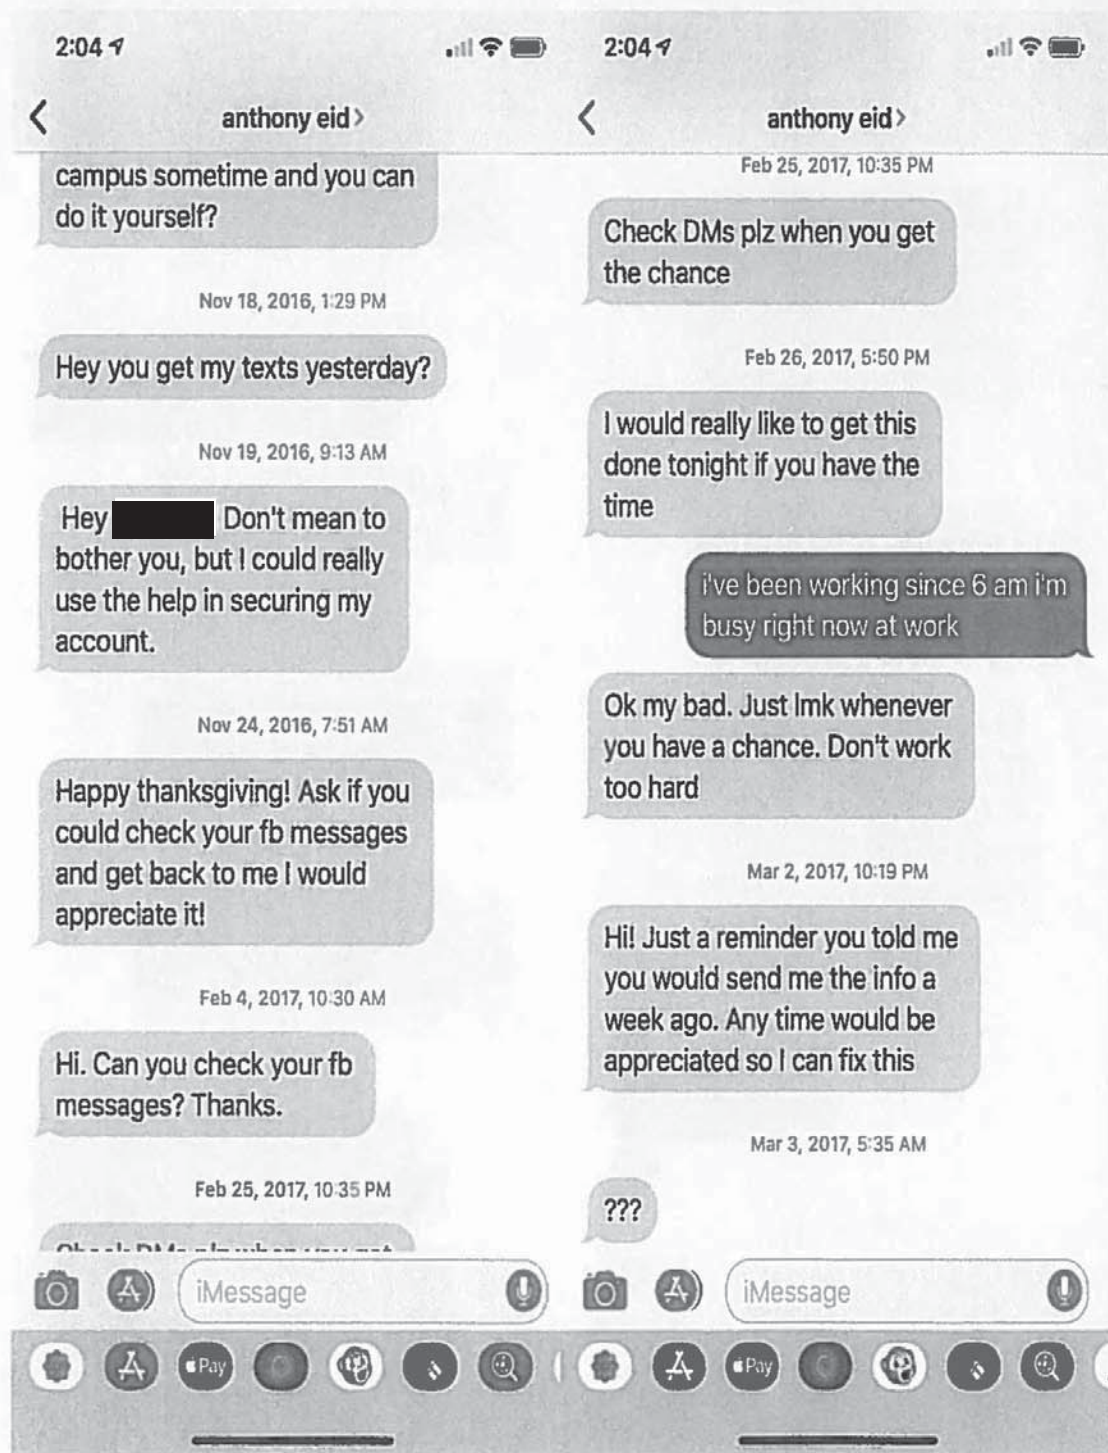 2:04
anthony eid >
campus sometime and you can
do it yourself?
Nov 18, 2016, 1:29 PM
Hey you get my texts yesterday?
Nov 19, 2016, 9:13 AM
Hey Don't mean to
bother you, but I could really
use the help in securing my
account.
Nov 24, 2016, 7:51 AM
Happy thanksgiving! Ask if you
could check your fb messages
and get back to me I would
appreciate it!
Feb 4, 2017, 10:30 AM
Hi. Can you check your fb
messages? Thanks.
Feb 25, 2017, 10:35 PM
iMessage
Pay
2:04
anthony eid >
Feb 25, 2017, 10:35 PM
Check DMs plz when you get
the chance
Feb 26, 2017, 5:50 PM
I would really like to get this
done tonight if you have the
time
i've been working since 6 am i'm
busy right now at work
Ok my bad. Just lmk whenever
you have a chance. Don't work
too hard
Mar 2, 2017, 10:19 PM
Hi! Just a reminder you told me
you would send me the info a
week ago. Any time would be
appreciated so I can fix this
Mar 3, 2017, 5:35 AM
???
iMessage
Pay